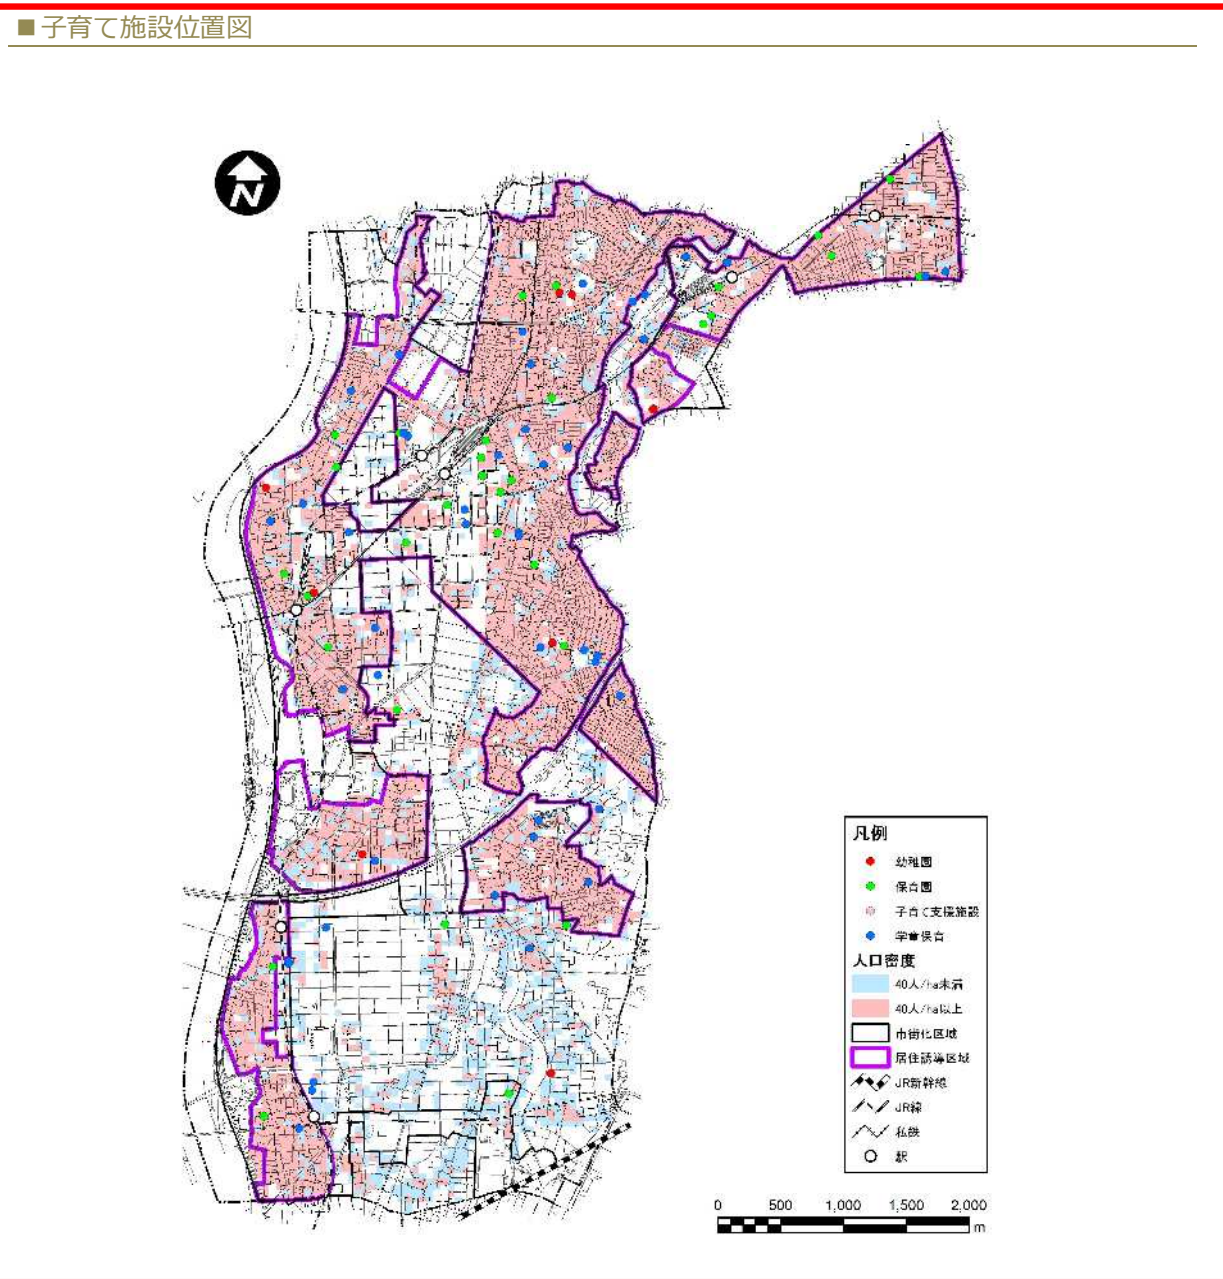 ■子育て施設位置図
N
凡例
幼稚園
保育園
子育て支援施設
学童保育
人口密度
40人/ha未満
40人/ha以上
市街化区域
居住誘導区域
JR新幹線
JR線
私鉄
駅
0 500 1,000 1,500 2,000
m